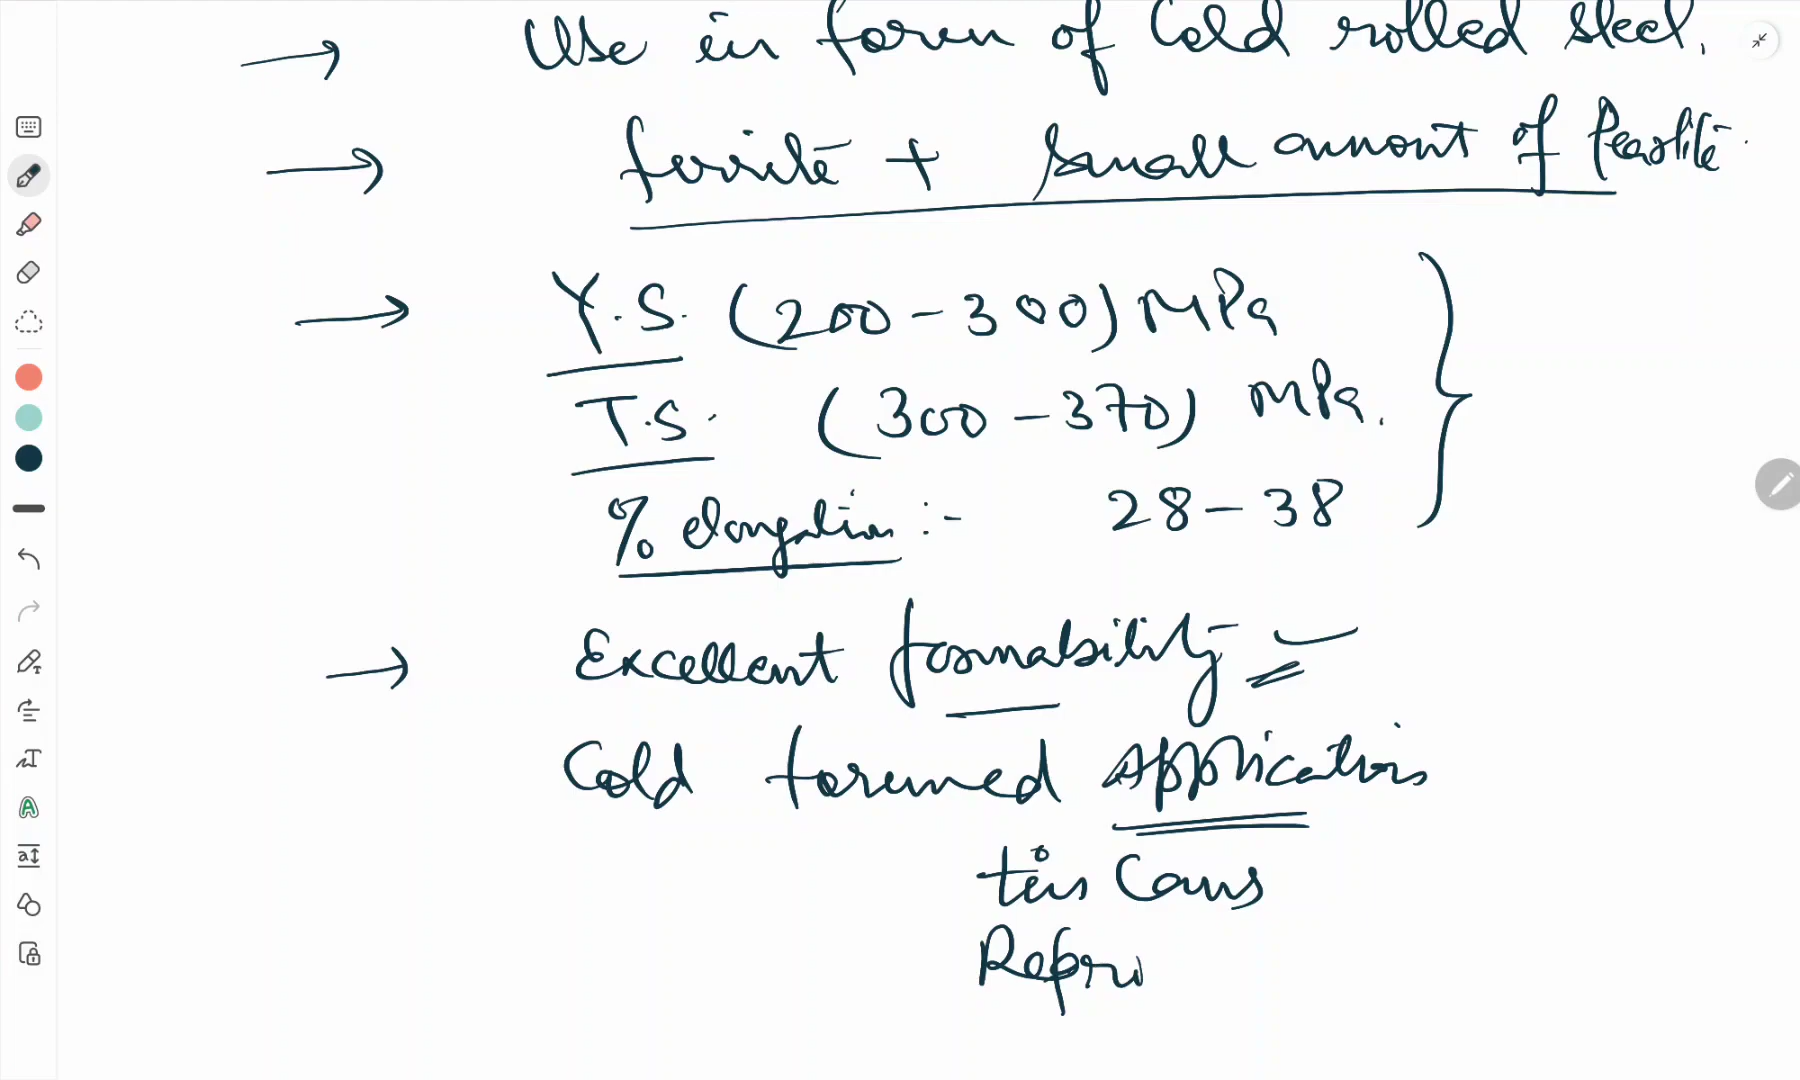 → Use in form of Cold rolled steel.
→ ferrite + Small amount of Pearlite.
→ Y.S. (200-300) MPa
T.S. (300-370) MPa.
% elongation :- 28-38
→ Excellent formability
Cold formed Applications
tin Cans
Refri